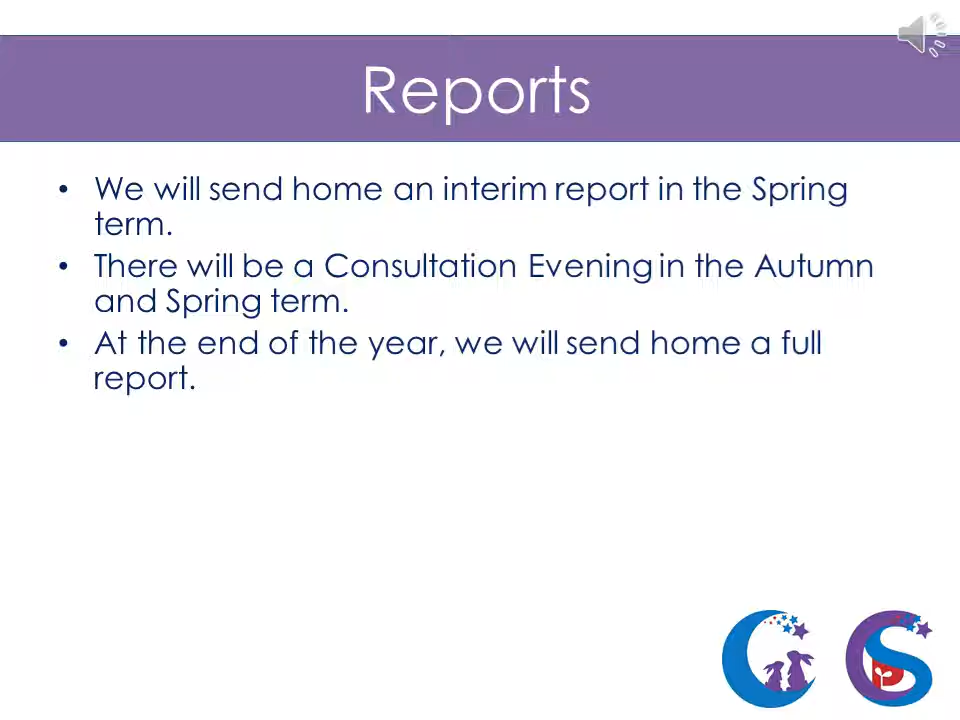 Reports
• We will send home an interim report in the Spring
term.
• There will be a Consultation Evening in the Autumn
and Spring term.
• At the end of the year, we will send home a full
report.